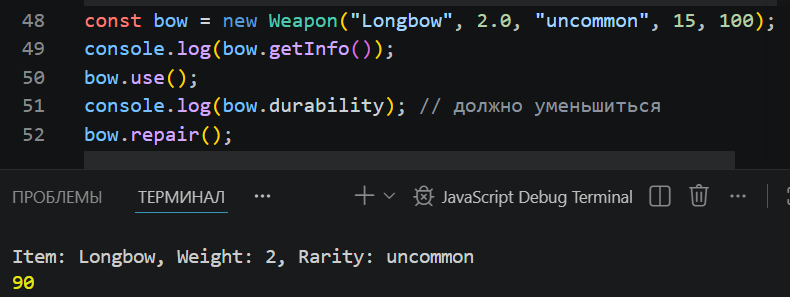 48 const bow = new Weapon("Longbow", 2.0, "uncommon", 15, 100);
49 console.log(bow.getInfo());
50 bow.use();
51 console.log(bow.durability); // должно уменьшиться
52 bow.repair();
ПРОБЛЕМЫ ТЕРМИНАЛ ··· JavaScript Debug Terminal ···
Item: Longbow, Weight: 2, Rarity: uncommon
90